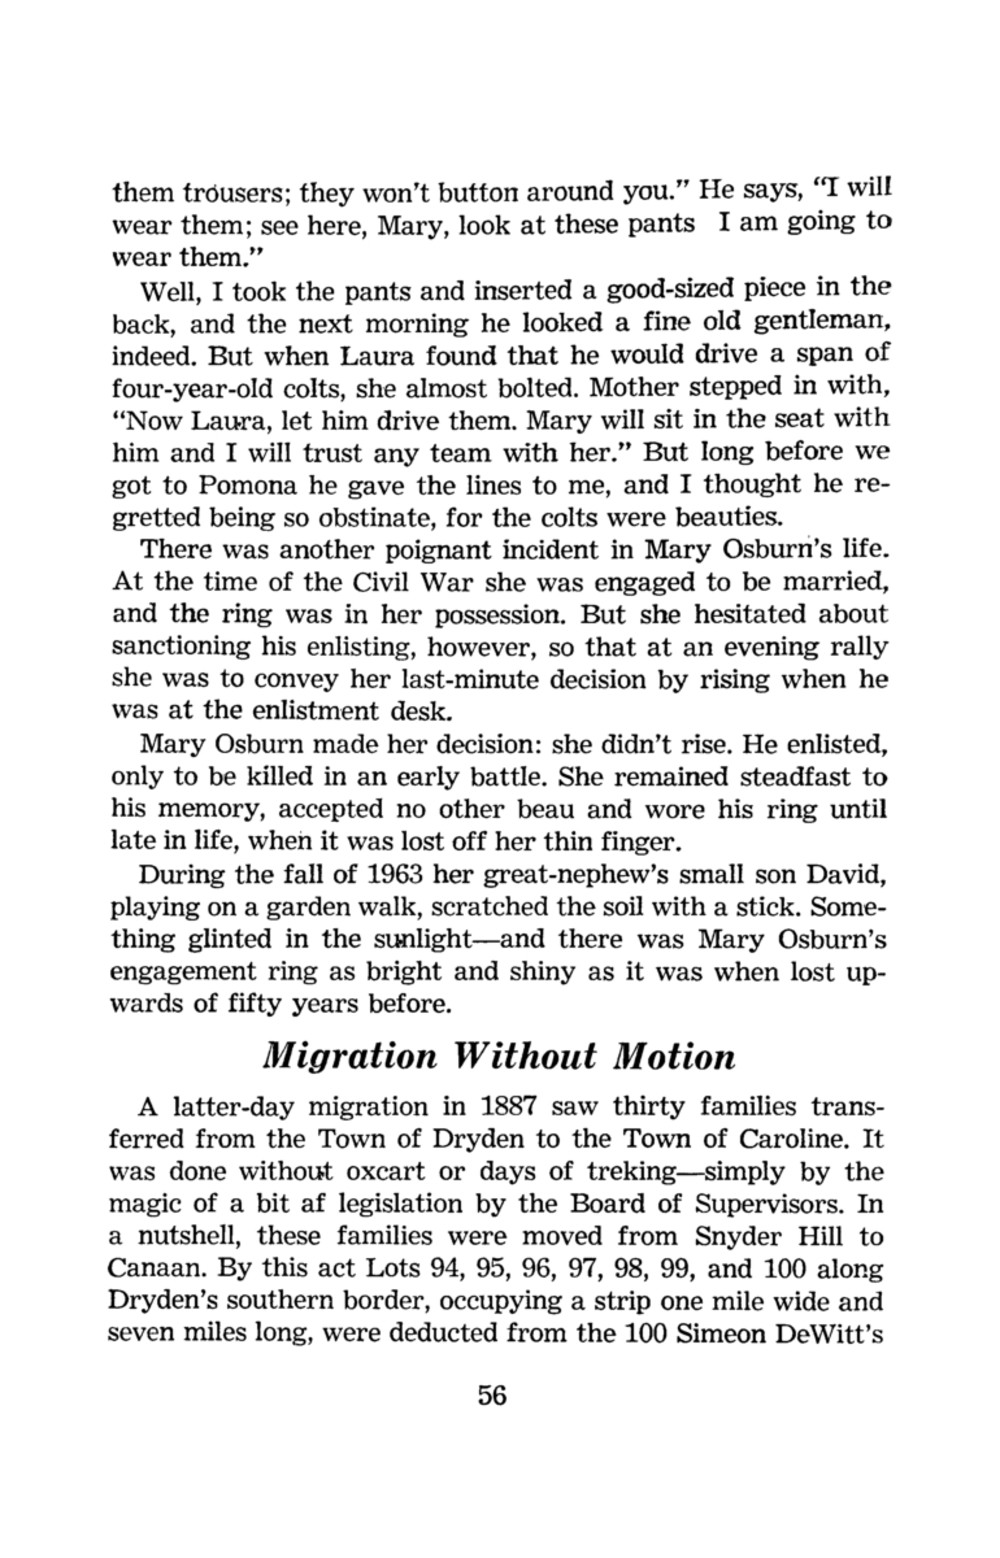 them trousers; they won't button around you." He says, "I will
wear them; see here, Mary, look at these pants I am going to
wear them."
Well, I took the pants and inserted a good-sized piece in the
back, and the next morning he looked a fine old gentleman,
indeed. But when Laura found that he would drive a span of
four-year-old colts, she almost bolted. Mother stepped in with,
"Now Laura, let him drive them. Mary will sit in the seat with
him and I will trust any team with her." But long before we
got to Pomona he gave the lines to me, and I thought he re-
gretted being so obstinate, for the colts were beauties.
There was another poignant incident in Mary Osburn's life.
At the time of the Civil War she was engaged to be married,
and the ring was in her possession. But she hesitated about
sanctioning his enlisting, however, so that at an evening rally
she was to convey her last-minute decision by rising when he
was at the enlistment desk.
Mary Osburn made her decision: she didn't rise. He enlisted,
only to be killed in an early battle. She remained steadfast to
his memory, accepted no other beau and wore his ring until
late in life, when it was lost off her thin finger.
During the fall of 1963 her great-nephew's small son David,
playing on a garden walk, scratched the soil with a stick. Some-
thing glinted in the sunlight—and there was Mary Osburn's
engagement ring as bright and shiny as it was when lost up-
wards of fifty years before.
Migration Without Motion
A latter-day migration in 1887 saw thirty families trans-
ferred from the Town of Dryden to the Town of Caroline. It
was done without oxcart or days of treking—simply by the
magic of a bit af legislation by the Board of Supervisors. In
a nutshell, these families were moved from Snyder Hill to
Canaan. By this act Lots 94, 95, 96, 97, 98, 99, and 100 along
Dryden's southern border, occupying a strip one mile wide and
seven miles long, were deducted from the 100 Simeon DeWitt's
56